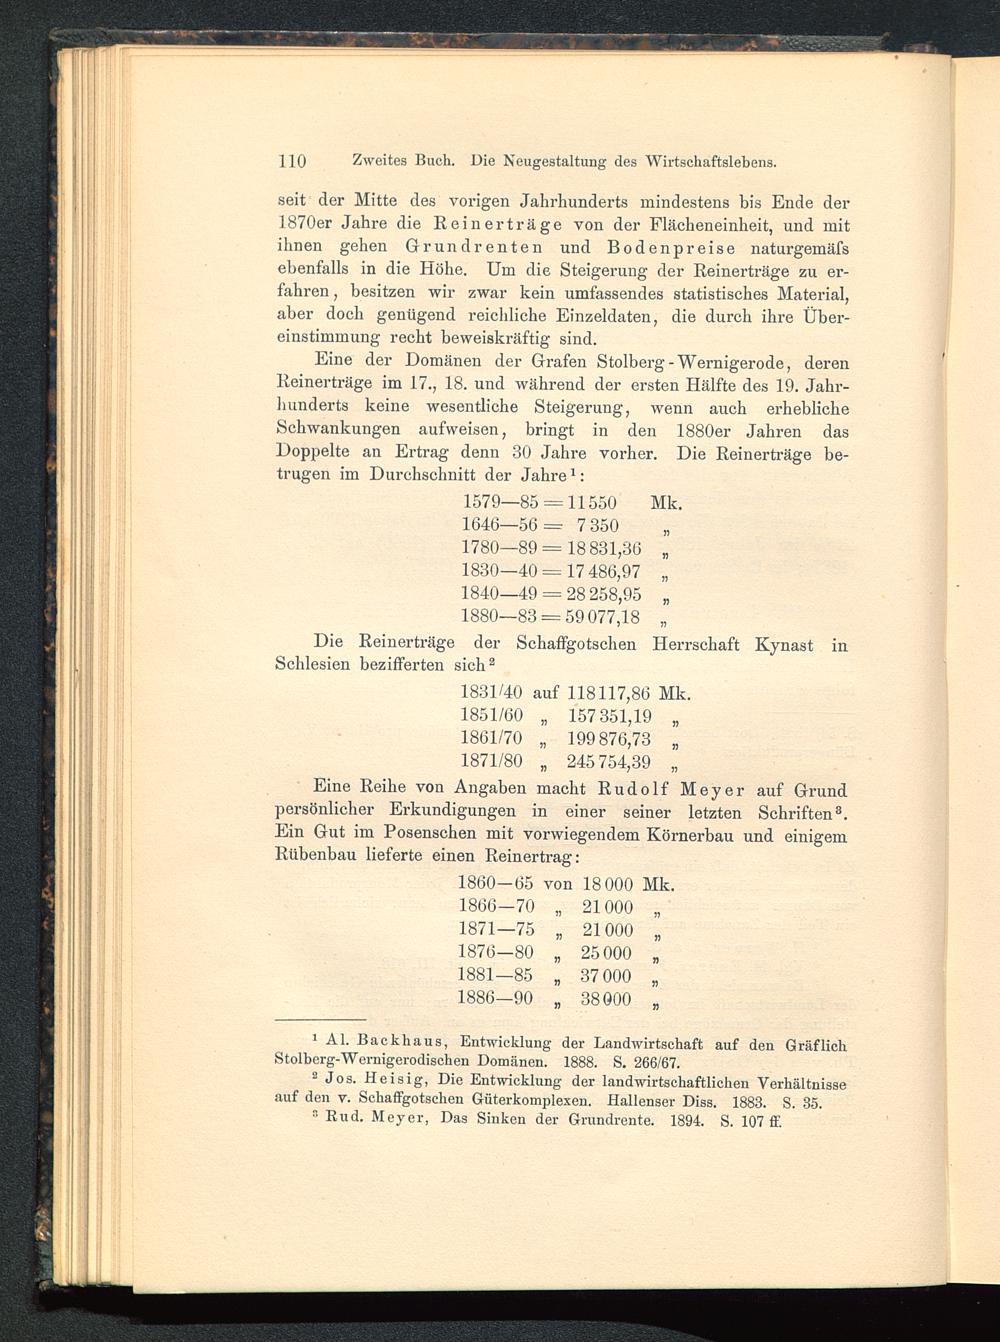 110 Zweites Buch. Die Neugestaltung des Wirtschaftslebens.
seit der Mitte des vorigen Jahrhunderts mindestens bis Ende der
1870er Jahre die Reinerträge von der Flächeneinheit, und mit
ihnen gehen Grundrenten und Bodenpreise naturgemäſs
ebenfalls in die Höhe. Um die Steigerung der Reinerträge zu er-
fahren, besitzen wir zwar kein umfassendes statistisches Material,
aber doch genügend reichliche Einzeldaten, die durch ihre Über-
einstimmung recht beweiskräftig sind.
Eine der Domänen der Grafen Stolberg-Wernigerode, deren
Reinerträge im 17., 18. und während der ersten Hälfte des 19. Jahr-
hunderts keine wesentliche Steigerung, wenn auch erhebliche
Schwankungen aufweisen, bringt in den 1880er Jahren das
Doppelte an Ertrag denn 30 Jahre vorher. Die Reinerträge be-
trugen im Durchschnitt der Jahre¹:
1579—85 = 11 550 Mk.
1646—56 = 7 350 „
1780—89 = 18 831,36 „
1830—40 = 17 486,97 „
1840—49 = 28 258,95 „
1880—83 = 59 077,18 „
Die Reinerträge der Schaffgotschen Herrschaft Kynast in
Schlesien bezifferten sich²
1831/40 auf 118 117,86 Mk.
1851/60 „ 157 351,19 „
1861/70 „ 199 876,73 „
1871/80 „ 245 754,39 „
Eine Reihe von Angaben macht Rudolf Meyer auf Grund
persönlicher Erkundigungen in einer seiner letzten Schriften³.
Ein Gut im Posenschen mit vorwiegendem Körnerbau und einigem
Rübenbau lieferte einen Reinertrag:
1860—65 von 18 000 Mk.
1866—70 „ 21 000 „
1871—75 „ 21 000 „
1876—80 „ 25 000 „
1881—85 „ 37 000 „
1886—90 „ 38 000 „
¹ Al. Backhaus, Entwicklung der Landwirtschaft auf den Gräflich
Stolberg-Wernigerodischen Domänen. 1888. S. 266/67.
² Jos. Heisig, Die Entwicklung der landwirtschaftlichen Verhältnisse
auf den v. Schaffgotschen Güterkomplexen. Hallenser Diss. 1883. S. 35.
³ Rud. Meyer, Das Sinken der Grundrente. 1894. S. 107 ff.